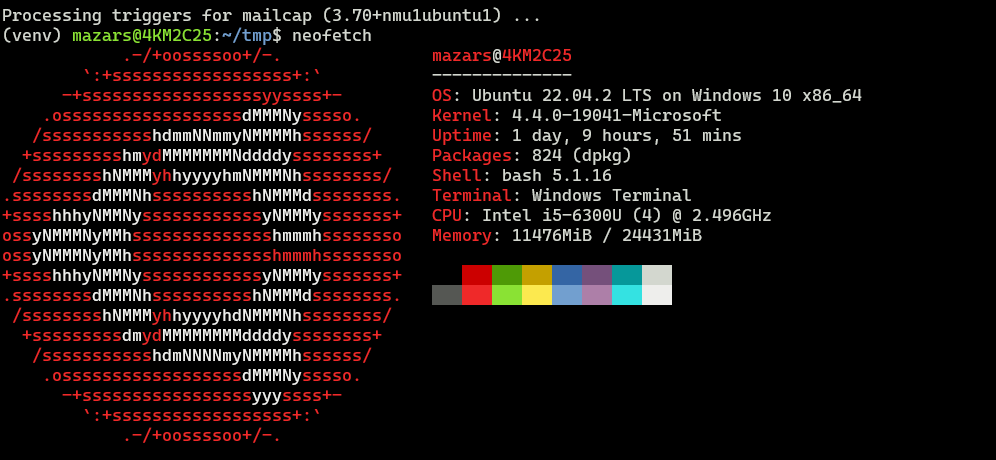 Processing triggers for mailcap (3.70+nmu1ubuntu1) ...
(venv) mazars@4KM2C25:~/tmp$ neofetch
            .-/+oossssoo+/-.               mazars@4KM2C25
        `:+ssssssssssssssssss+:`           --------------
      -+ssssssssssssssssssyyssss+-         OS: Ubuntu 22.04.2 LTS on Windows 10 x86_64
    .ossssssssssssssssssdMMMNysssso.       Kernel: 4.4.0-19041-Microsoft
   /ssssssssssshdmmNNmmyNMMMMhssssss/      Uptime: 1 day, 9 hours, 51 mins
  +ssssssssshmydMMMMMMMNddddyssssssss+     Packages: 824 (dpkg)
 /sssssssshNMMMyhhyyyyhmNMMMNhssssssss/    Shell: bash 5.1.16
.ssssssssdMMMNhsssssssssshNMMMdssssssss.   Terminal: Windows Terminal
+sssshhhyNMMNyssssssssssssyNMMMysssssss+   CPU: Intel i5-6300U (4) @ 2.496GHz
ossyNMMMNyMMhsssssssssssssshmmmhssssssso   Memory: 11476MiB / 24431MiB
ossyNMMMNyMMhsssssssssssssshmmmhssssssso
+sssshhhyNMMNyssssssssssssyNMMMysssssss+
.ssssssssdMMMNhsssssssssshNMMMdssssssss.
 /sssssssshNMMMyhhyyyyhdNMMMNhssssssss/
  +sssssssssdmydMMMMMMMMddddyssssssss+
   /ssssssssssshdmNNNNmyNMMMMhssssss/
    .ossssssssssssssssssdMMMNysssso.
      -+sssssssssssssssssyyyssss+-
        `:+ssssssssssssssssss+:`
            .-/+oossssoo+/-.